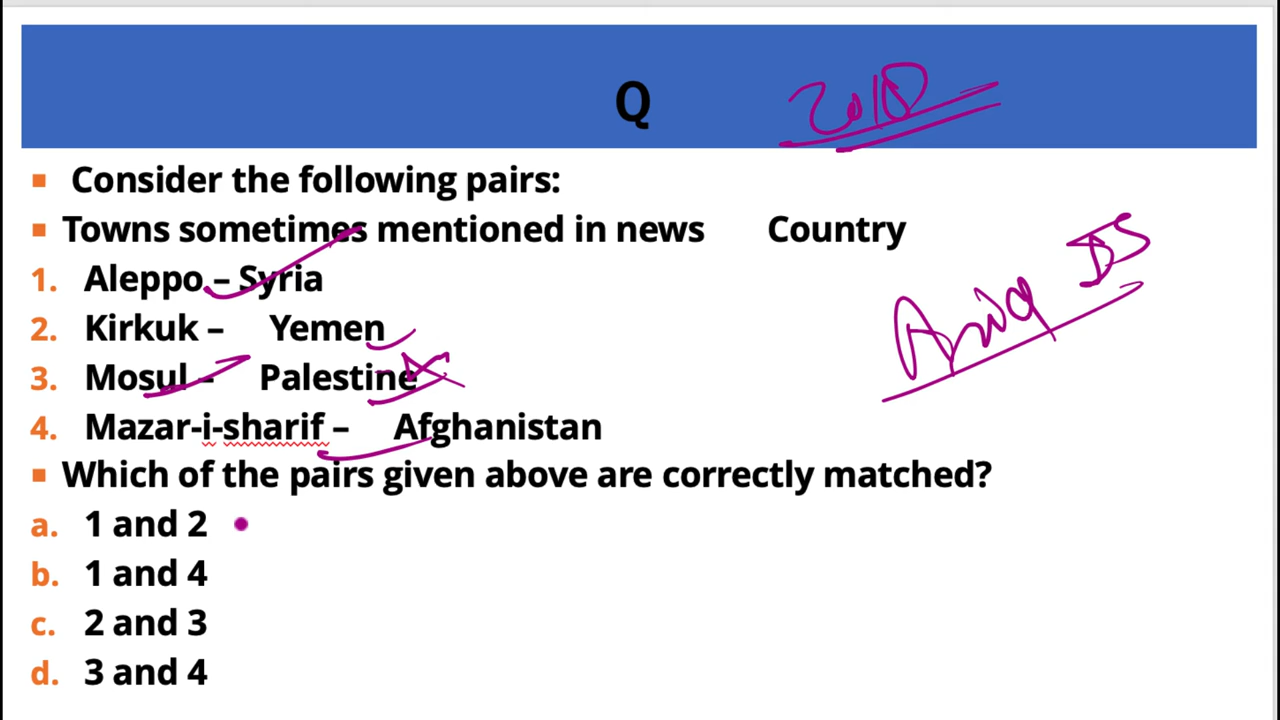 Q 2018
Consider the following pairs:
Towns sometimes mentioned in news Country
1. Aleppo – Syria
2. Kirkuk – Yemen
3. Mosul – Palestine
4. Mazar-i-sharif – Afghanistan
Which of the pairs given above are correctly matched?
a. 1 and 2
b. 1 and 4
c. 2 and 3
d. 3 and 4